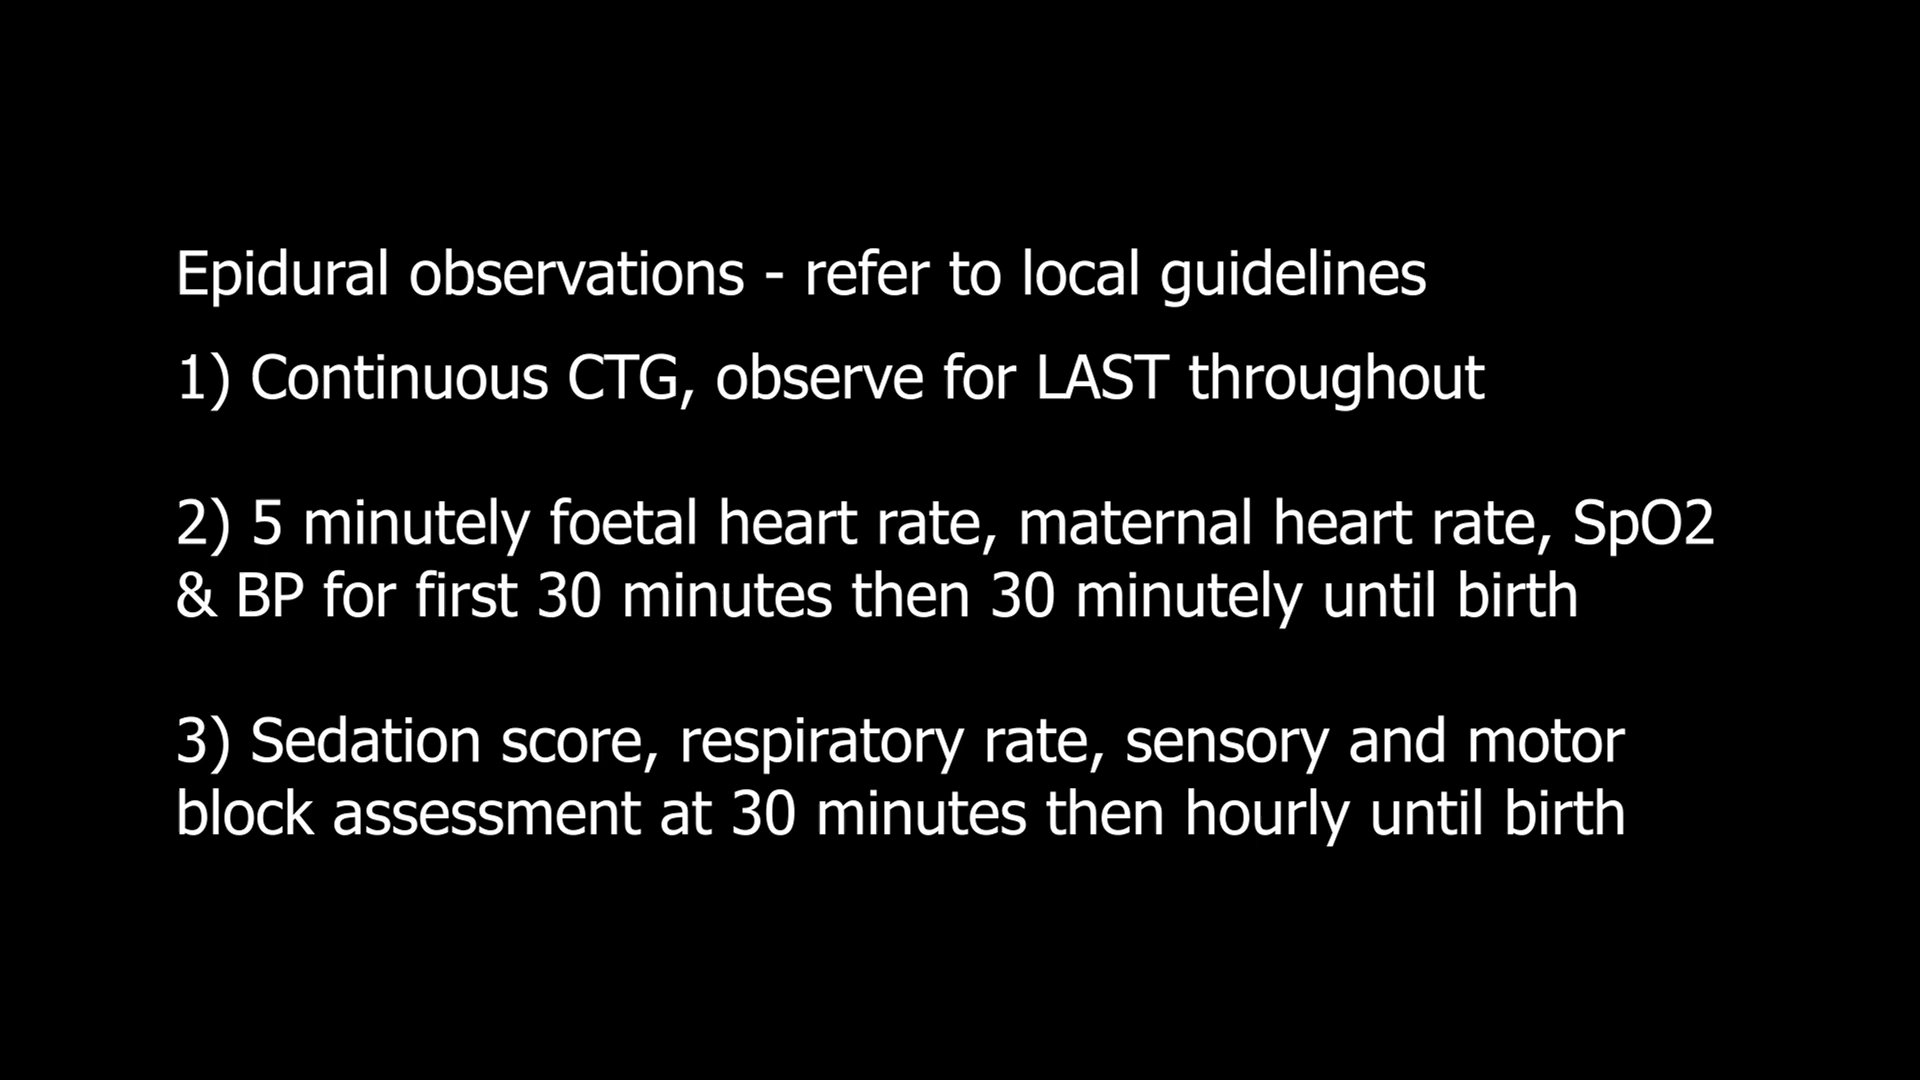 Epidural observations - refer to local guidelines
1) Continuous CTG, observe for LAST throughout
2) 5 minutely foetal heart rate, maternal heart rate, SpO2
& BP for first 30 minutes then 30 minutely until birth
3) Sedation score, respiratory rate, sensory and motor
block assessment at 30 minutes then hourly until birth